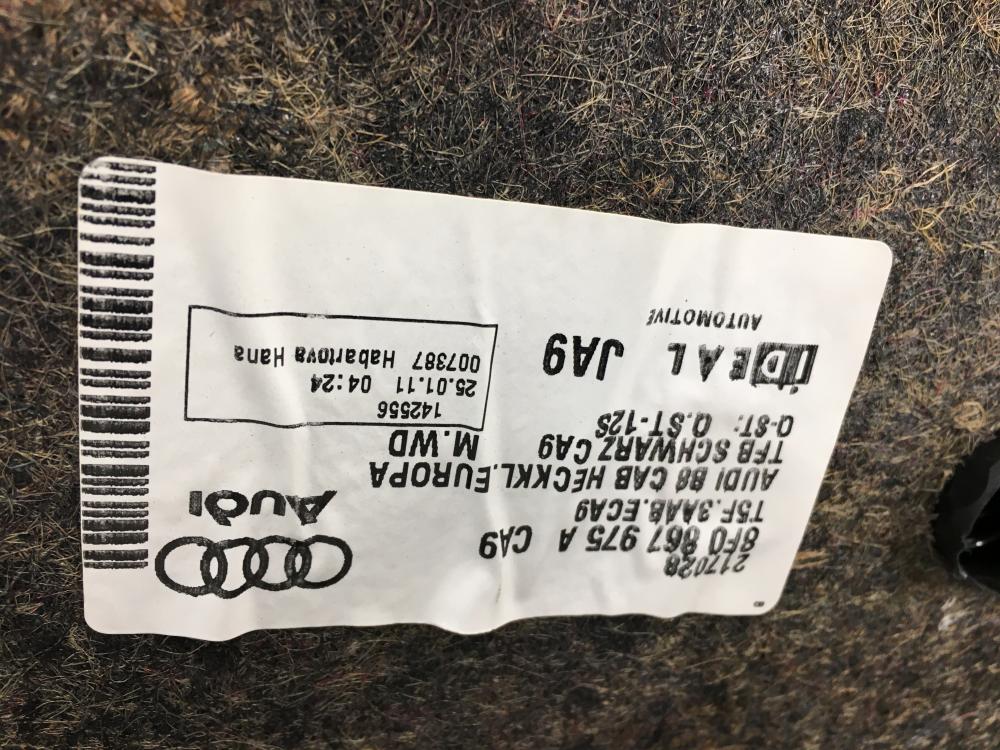 217028
8F0 867 975 A CA9
T5F.3AAB.ECA9
AUDI B8 CAB HECKKL.EUROPA
TFB SCHWARZ CA9 M.WD
Q-ST: Q.ST-12S
Audi
142556
25.01.11 04:24
007387 Habartova Hana
iDEAL JA9
AUTOMOTIVE